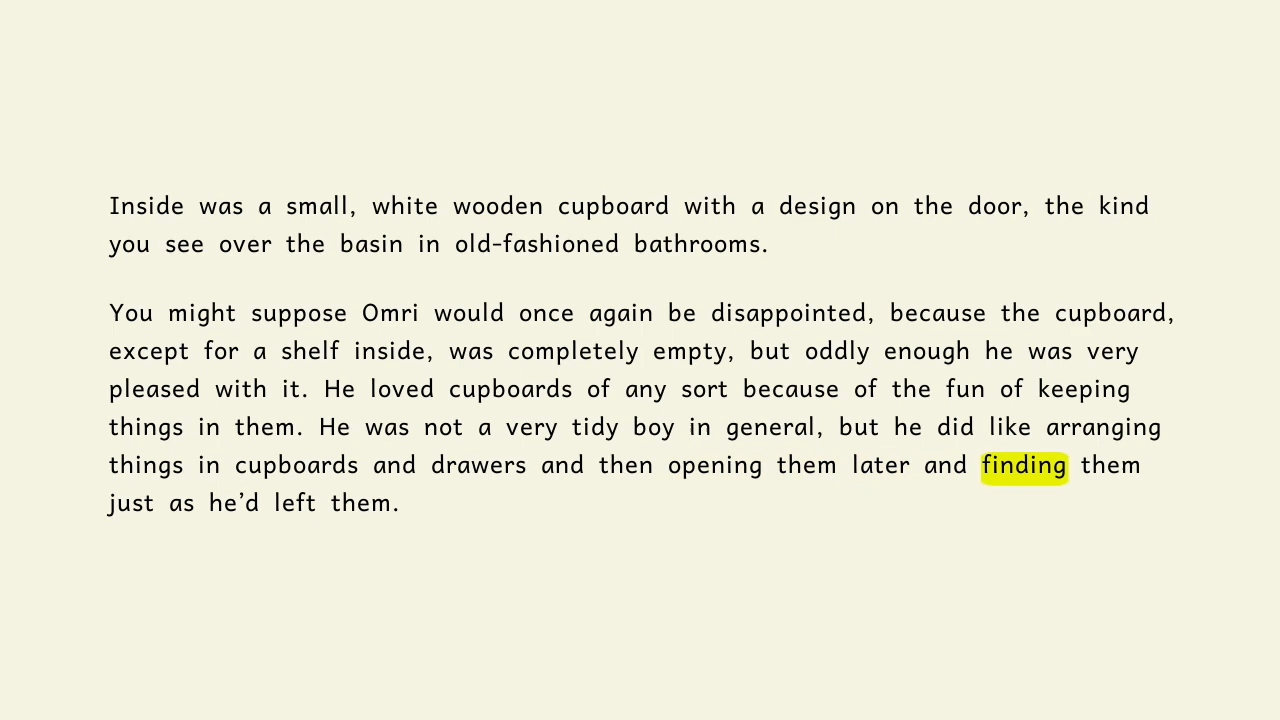 Inside was a small, white wooden cupboard with a design on the door, the kind
you see over the basin in old-fashioned bathrooms.
You might suppose Omri would once again be disappointed, because the cupboard,
except for a shelf inside, was completely empty, but oddly enough he was very
pleased with it. He loved cupboards of any sort because of the fun of keeping
things in them. He was not a very tidy boy in general, but he did like arranging
things in cupboards and drawers and then opening them later and finding them
just as he’d left them.